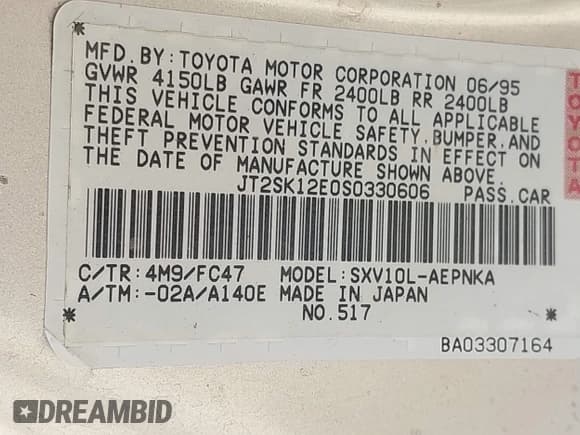 MFD.BY:TOYOTA MOTOR CORPORATION 06/95
GVWR 4150LB GAWR FR 2400LB RR 2400LB
THIS VEHICLE CONFORMS TO ALL APPLICABLE
FEDERAL MOTOR VEHICLE SAFETY,BUMPER,AND
THEFT PREVENTION STANDARDS IN EFFECT ON
THE DATE OF MANUFACTURE SHOWN ABOVE.
JT2SK12E0S0330606 PASS.CAR
C/TR:4M9/FC47 MODEL:SXV10L-AEPNKA
A/TM:-02A/A140E MADE IN JAPAN
NO.517
BA03307164
TOYOTA
DREAMBID